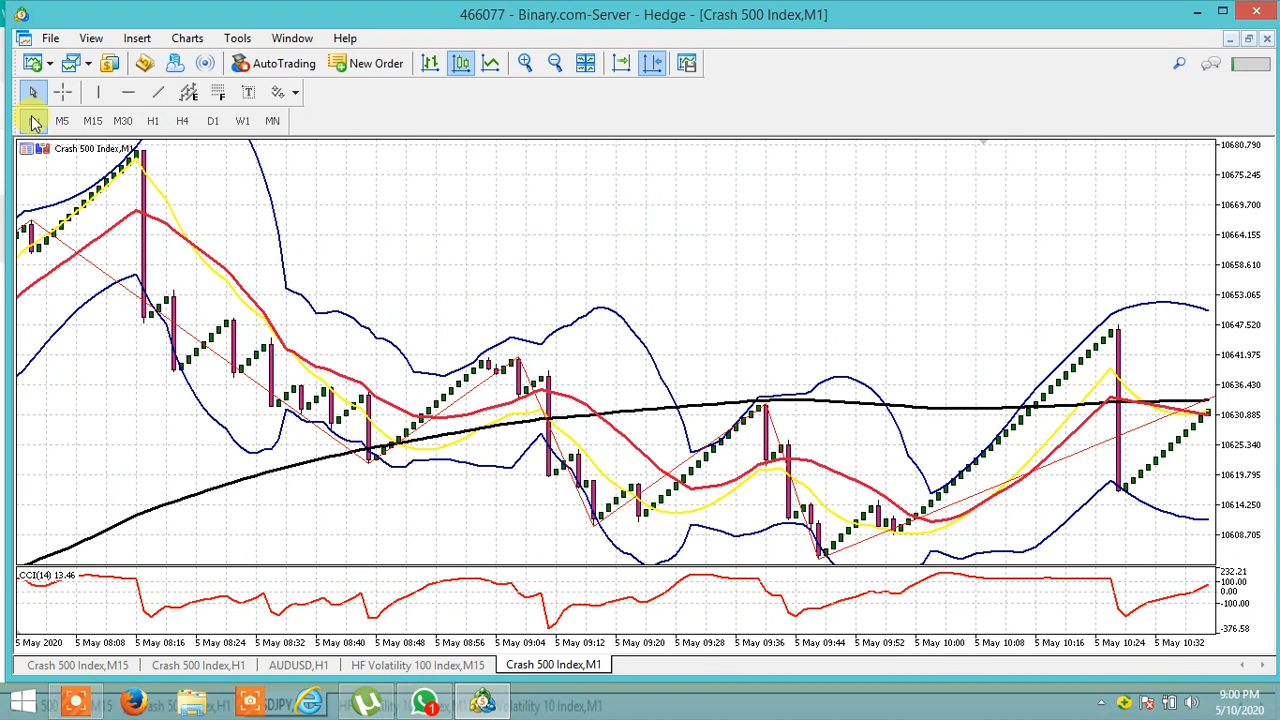 466077 - Binary.com-Server - Hedge - [Crash 500 Index,M1]
File View Insert Charts Tools Window Help
AutoTrading New Order
E F T
M5 M15 M30 H1 H4 D1 W1 MN
Crash 500 Index,M1
10680.790
10675.245
10669.700
10664.155
10658.610
10653.065
10647.520
10641.975
10636.430
10630.885
10625.340
10619.795
10614.250
10608.705
CCI(14) 13.46
232.21
100.00
0.00
-100.00
-376.58
5 May 2020 5 May 08:08 5 May 08:16 5 May 08:24 5 May 08:32 5 May 08:40 5 May 08:48 5 May 08:56 5 May 09:04 5 May 09:12 5 May 09:20 5 May 09:28 5 May 09:36 5 May 09:44 5 May 09:52 5 May 10:00 5 May 10:08 5 May 10:16 5 May 10:24 5 May 10:32
Crash 500 Index,M15 Crash 500 Index,H1 AUDUSD,H1 HF Volatility 100 Index,M15 Crash 500 Index,M1
1
9:00 PM
5/10/2020